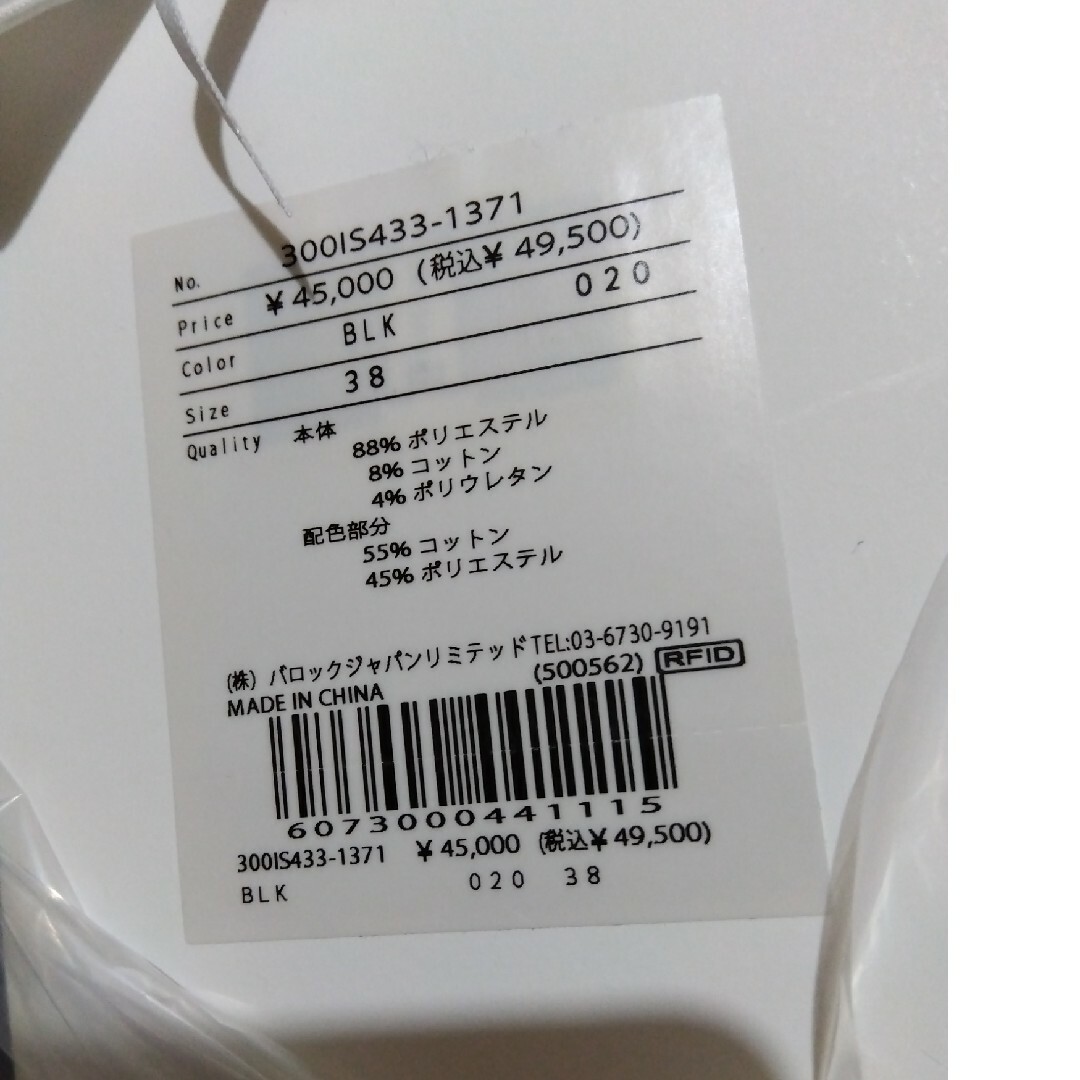 No. 300IS433-1371
Price ¥45,000 (税込¥49,500)
Color BLK 020
Size 38
Quality 本体
88% ポリエステル
8% コットン
4% ポリウレタン
配色部分
55% コットン
45% ポリエステル
(株) バロックジャパンリミテッド TEL:03-6730-9191
MADE IN CHINA (500562) RFID
6073000441115
300IS433-1371 ¥45,000 (税込¥49,500)
BLK 020 38